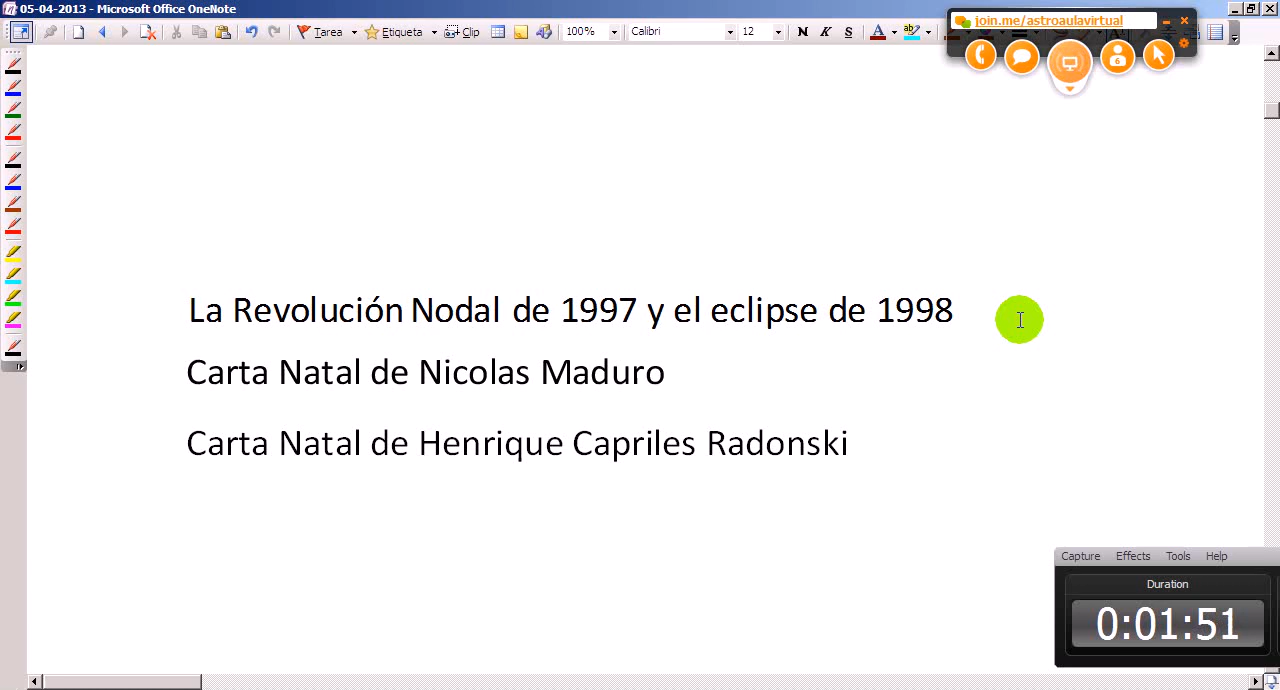 05-04-2013 - Microsoft Office OneNote
join.me/astroaulavirtual
Tarea Etiqueta Clip 100% Calibri 12 N K S
6
La Revolución Nodal de 1997 y el eclipse de 1998
Carta Natal de Nicolas Maduro
Carta Natal de Henrique Capriles Radonski
Capture Effects Tools Help
Duration
0:01:51